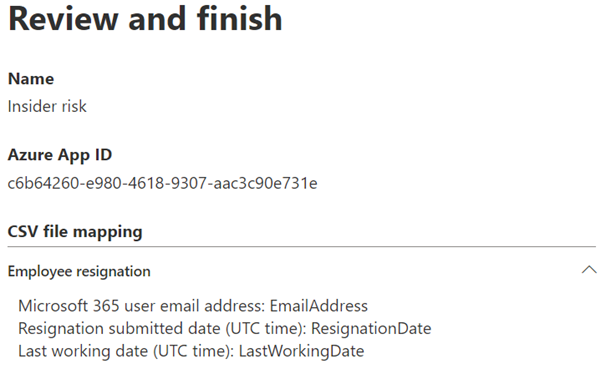 Review and finish
Name
Insider risk
Azure App ID
c6b64260-e980-4618-9307-aac3c90e731e
CSV file mapping
Employee resignation
Microsoft 365 user email address: EmailAddress
Resignation submitted date (UTC time): ResignationDate
Last working date (UTC time): LastWorkingDate